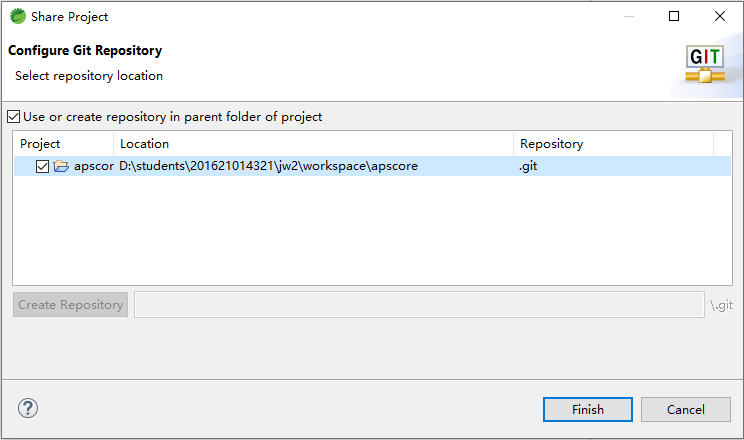 Share Project
Configure Git Repository
Select repository location
GIT
Use or create repository in parent folder of project
Project Location Repository
apscor D:\students\201621014321\jw2\workspace\apscore .git
Create Repository \.git
? Finish Cancel